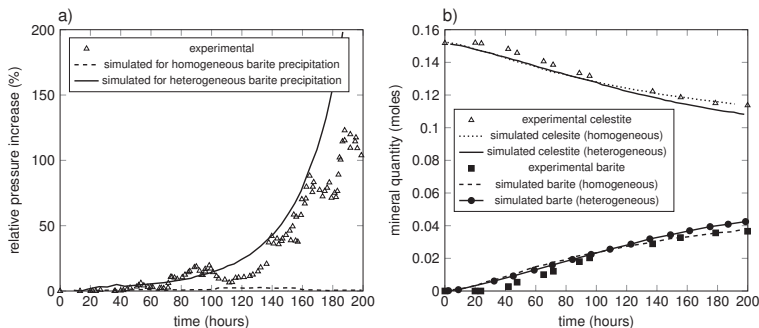 a)
relative pressure increase (%)
200
150
100
50
0
experimental
simulated for homogeneous barite precipitation
simulated for heterogeneous barite precipitation
0 20 40 60 80 100 120 140 160 180 200
time (hours)
b)
mineral quantity (moles)
0.16
0.14
0.12
0.1
0.08
0.06
0.04
0.02
0
experimental celestite
simulated celesite (homogeneous)
simulated celesite (heterogeneous)
experimental barite
simulated barite (homogeneous)
simulated barte (heterogeneous)
0 20 40 60 80 100 120 140 160 180 200
time (hours)